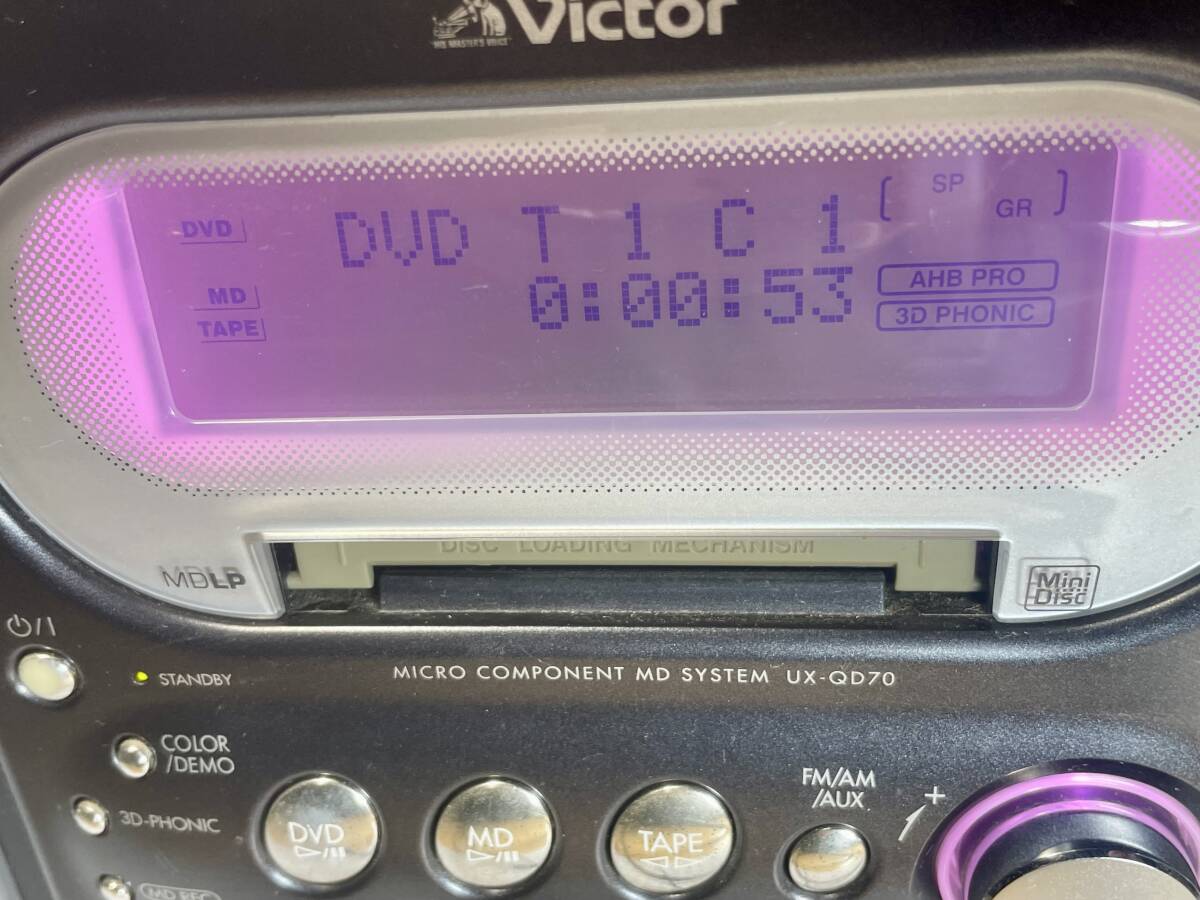 Victor
"HIS MASTER'S VOICE"
DVD
DVD T 1 C 1
SP
GR
MD
0:00:53
AHB PRO
TAPE
3D PHONIC
DISC LOADING MECHANISM
MDLP
Mini
Disc
STANDBY
MICRO COMPONENT MD SYSTEM UX-QD70
COLOR
/DEMO
FM/AM
/AUX
+
3D-PHONIC
DVD
MD
TAPE
MD REC